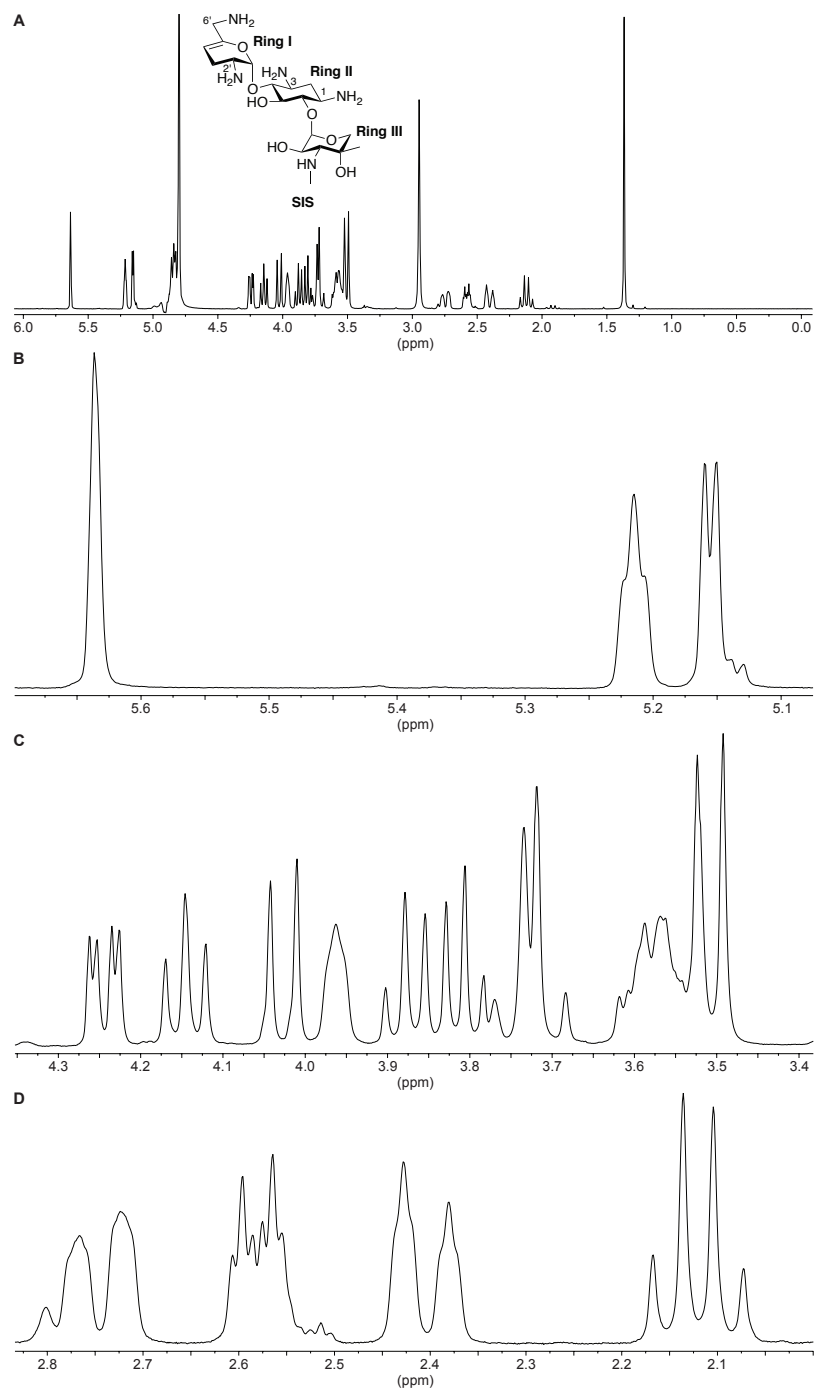 A
6'
NH2
O
Ring I
2'
H2N
H2N
3
Ring II
O
HO
1
NH2
O
Ring III
O
HO
HN
OH
SIS
6.0 5.5 5.0 4.5 4.0 3.5 3.0 2.5 2.0 1.5 1.0 0.5 0.0
(ppm)
B
5.6 5.5 5.4 5.3 5.2 5.1
(ppm)
C
4.3 4.2 4.1 4.0 3.9 3.8 3.7 3.6 3.5 3.4
(ppm)
D
2.8 2.7 2.6 2.5 2.4 2.3 2.2 2.1
(ppm)